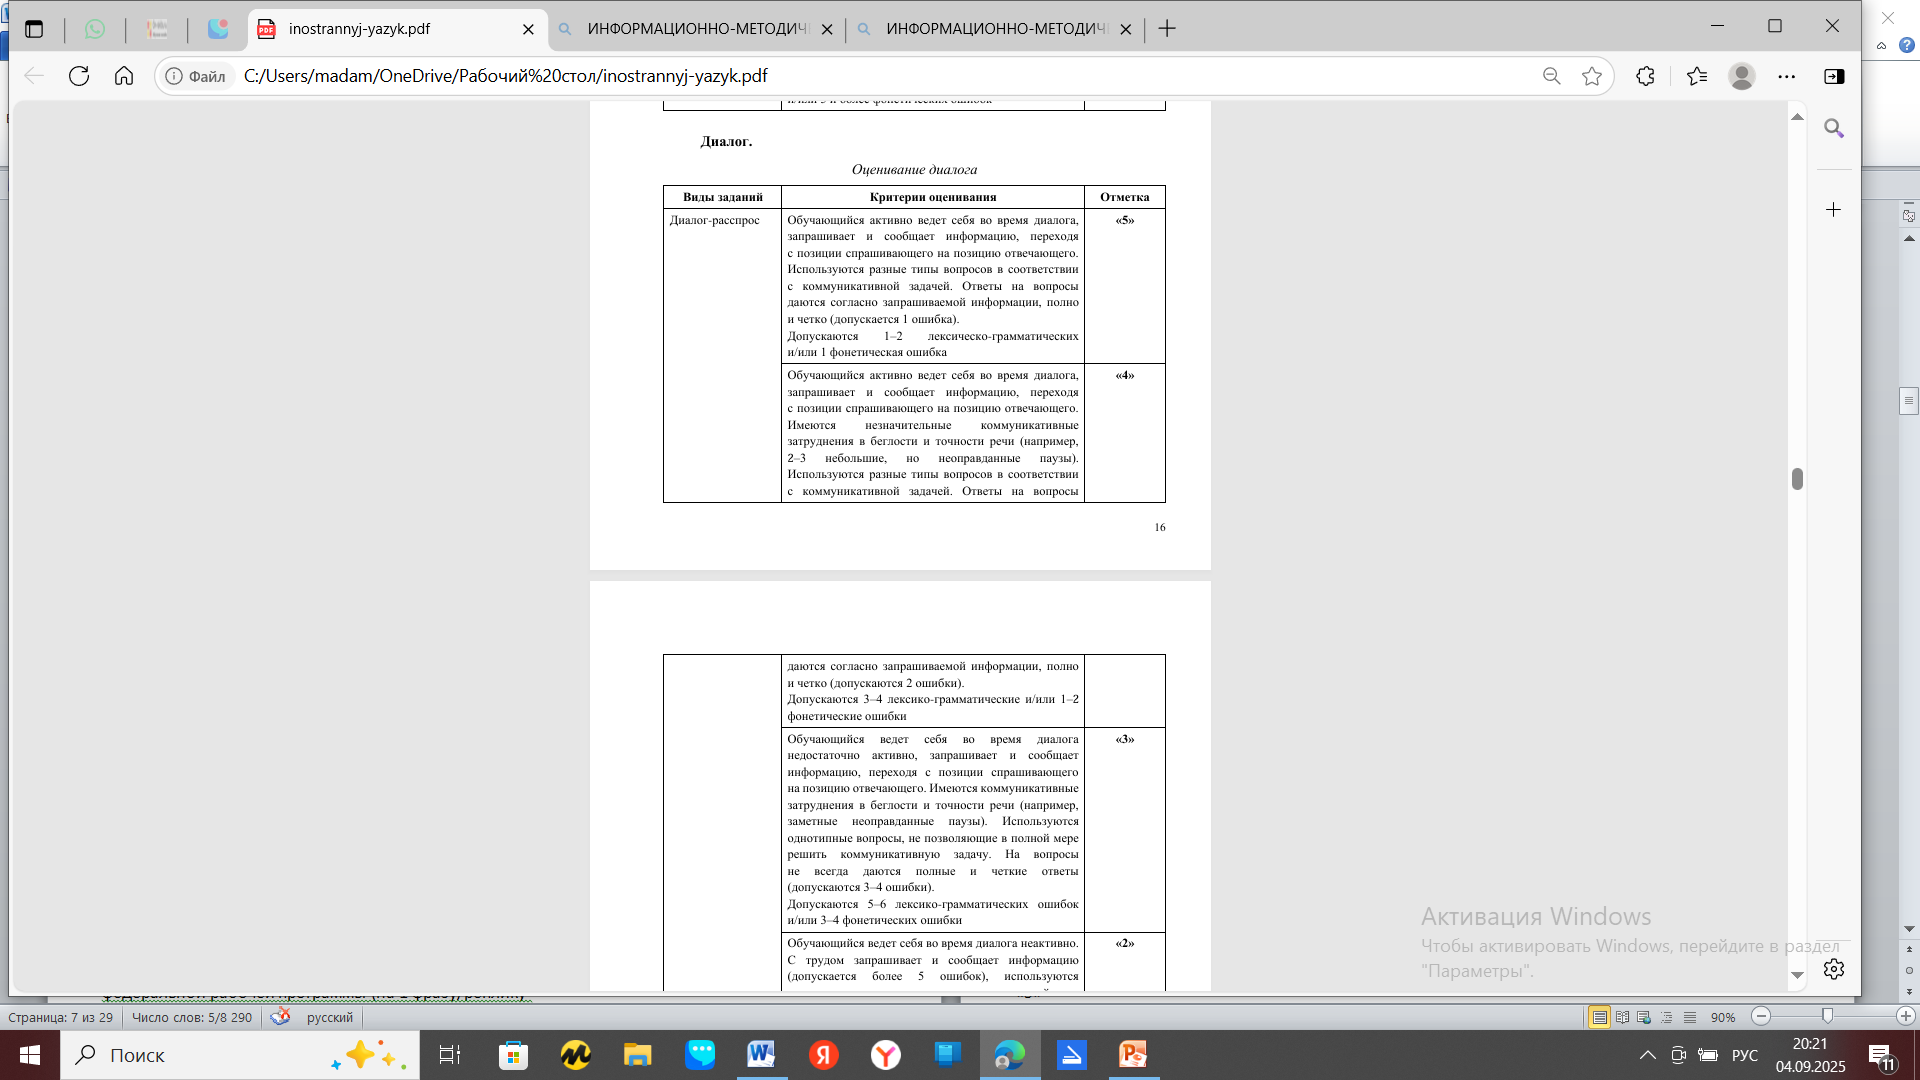 inostrannyj-yazyk.pdf
ИНФОРМАЦИОННО-МЕТОДИЧ
ИНФОРМАЦИОННО-МЕТОДИЧЕ
Файл
C:/Users/madam/OneDrive/Рабочий%20стол/inostrannyj-yazyk.pdf
и/или 5 и более фонетических ошибок
Диалог.
Оценивание диалога
Виды заданий
Критерии оценивания
Отметка
Диалог-расспрос
Обучающийся активно ведет себя во время диалога,
запрашивает и сообщает информацию, переходя
с позиции спрашивающего на позицию отвечающего.
Используются разные типы вопросов в соответствии
с коммуникативной задачей. Ответы на вопросы
даются согласно запрашиваемой информации, полно
и четко (допускается 1 ошибка).
Допускаются 1–2 лексическо-грамматических
и/или 1 фонетическая ошибка
«5»
Обучающийся активно ведет себя во время диалога,
запрашивает и сообщает информацию, переходя
с позиции спрашивающего на позицию отвечающего.
Имеются незначительные коммуникативные
затруднения в беглости и точности речи (например,
2–3 небольшие, но неоправданные паузы).
Используются разные типы вопросов в соответствии
с коммуникативной задачей. Ответы на вопросы
«4»
16
даются согласно запрашиваемой информации, полно
и четко (допускаются 2 ошибки).
Допускаются 3–4 лексико-грамматические и/или 1–2
фонетические ошибки
Обучающийся ведет себя во время диалога
недостаточно активно, запрашивает и сообщает
информацию, переходя с позиции спрашивающего
на позицию отвечающего. Имеются коммуникативные
затруднения в беглости и точности речи (например,
заметные неоправданные паузы). Используются
однотипные вопросы, не позволяющие в полной мере
решить коммуникативную задачу. На вопросы
не всегда даются полные и четкие ответы
(допускаются 3–4 ошибки).
Допускаются 5–6 лексико-грамматических ошибок
и/или 3–4 фонетических ошибки
«3»
Обучающийся ведет себя во время диалога неактивно.
С трудом запрашивает и сообщает информацию
(допускается более 5 ошибок), используются
«2»
Активация Windows
Чтобы активировать Windows, перейдите в раздел
"Параметры".
Страница: 7 из 29
Число слов: 5/8 290
русский
90%
Поиск
РУС
20:21
04.09.2025
11